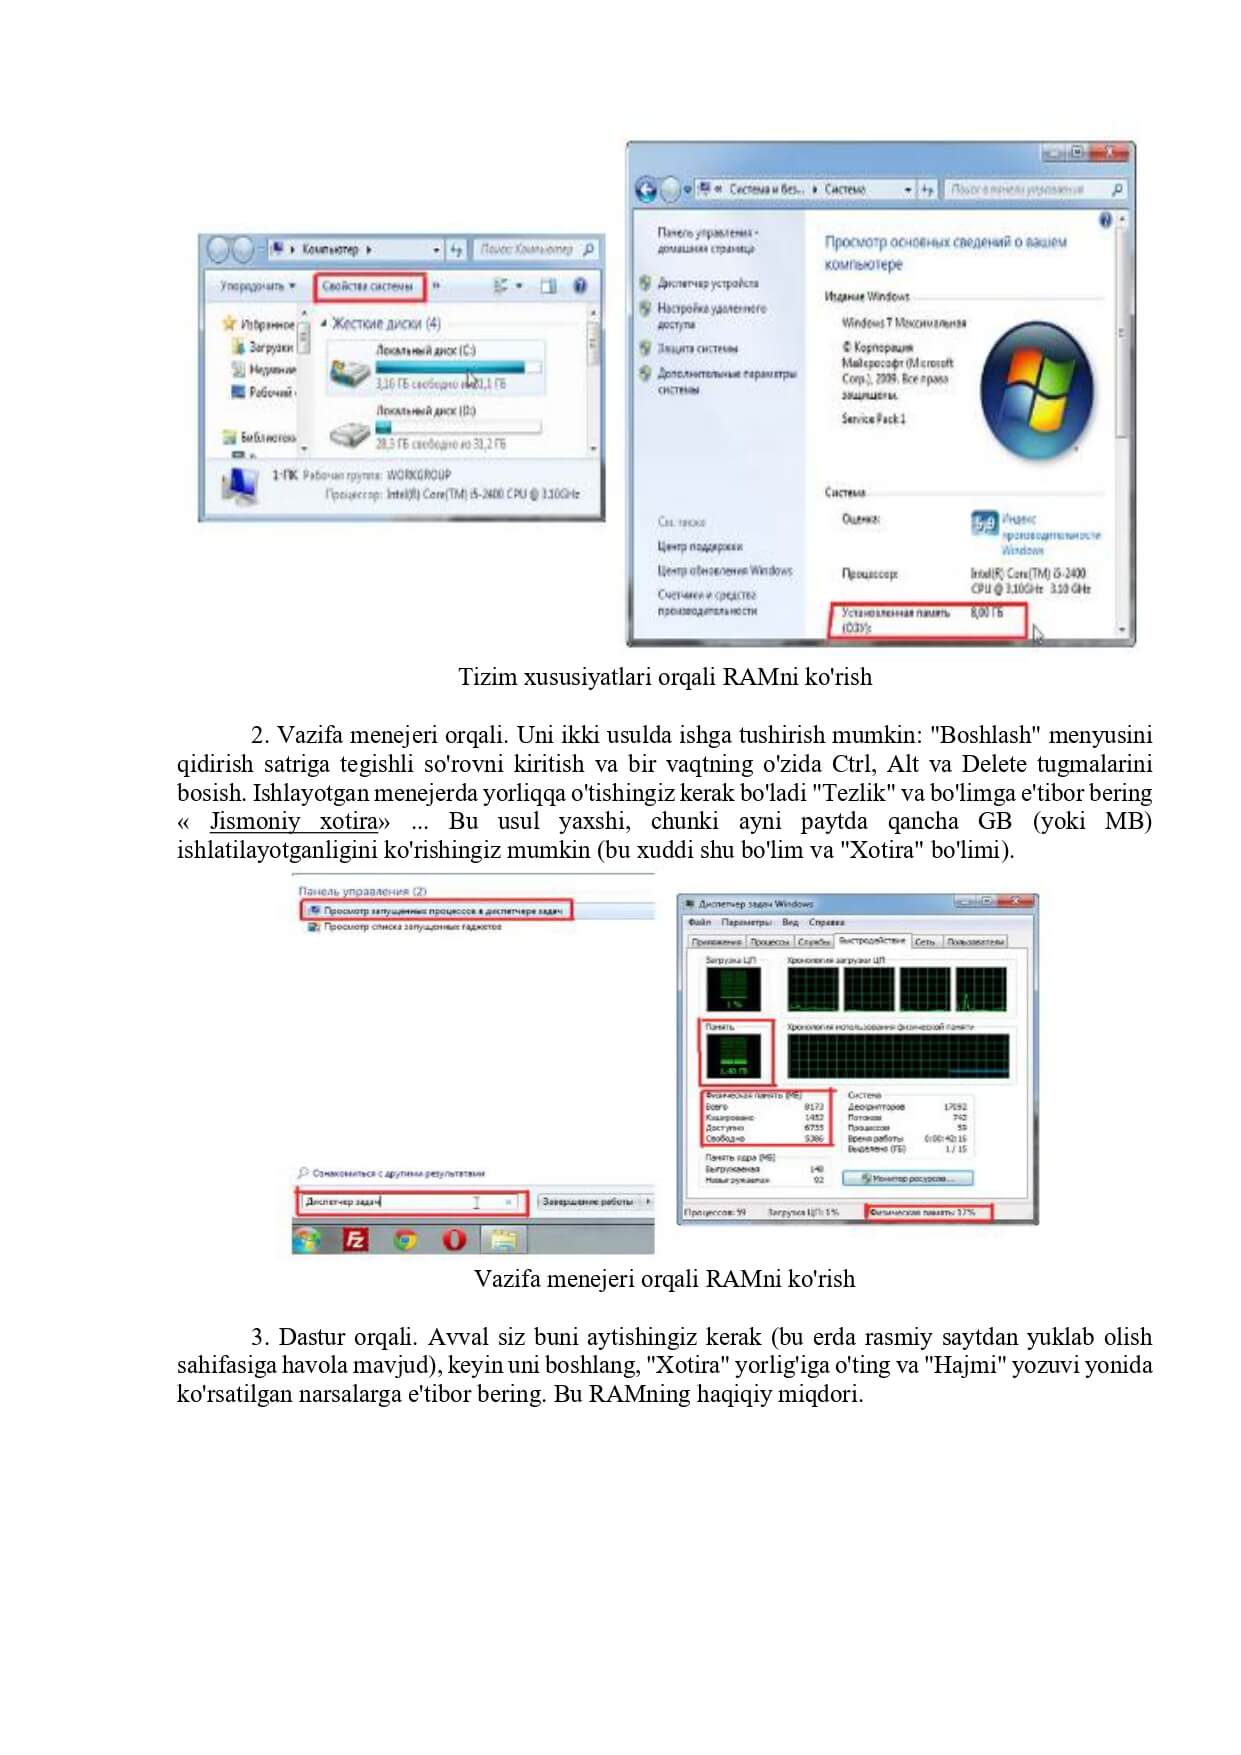 Компьютер
Поиск: Компьютер
Упорядочить
Свойства системы
»
Избранное
Загрузки
Рабочий
Библиотеки
Жесткие диски (4)
Локальный диск (C:)
3,16 ГБ свободно
Локальный диск (D:)
28,3 ГБ свободно из 31,2 ГБ
1-ПК Рабочая группа: WORKGROUP
Процессор: Intel(R) Core(TM) i5-2400 CPU @ 3.10GHz
« Система и без... Система
Поиск в панели управления
Панель управления -
домашняя страница
Диспетчер устройств
Настройка удаленного
доступа
Защита системы
Дополнительные параметры
системы
См. также
Центр поддержки
Центр обновления Windows
Счетчики и средства
производительности
Просмотр основных сведений о вашем
компьютере
Издание Windows
Windows 7 Максимальная
© Корпорация
Майкрософт (Microsoft
Corp.), 2009. Все права
защищены.
Service Pack 1
Система
Оценка: 5,9 Индекс
производительности
Windows
Процессор: Intel(R) Core(TM) i5-2400
CPU @ 3.10GHz 3.10 GHz
Установленная память 8,00 ГБ
(ОЗУ):
Tizim xususiyatlari orqali RAMni ko'rish
2. Vazifa menejeri orqali. Uni ikki usulda ishga tushirish mumkin: "Boshlash" menyusini
qidirish satriga tegishli so'rovni kiritish va bir vaqtning o'zida Ctrl, Alt va Delete tugmalarini
bosish. Ishlayotgan menejerda yorliqqa o'tishingiz kerak bo'ladi "Tezlik" va bo'limga e'tibor bering
« Jismoniy xotira» ... Bu usul yaxshi, chunki ayni paytda qancha GB (yoki MB)
ishlatilayotganligini ko'rishingiz mumkin (bu xuddi shu bo'lim va "Xotira" bo'limi).
Панель управления (2)
Просмотр запущенных процессов в диспетчере задач
Просмотр списка запущенных гаджетов
Ознакомиться с другими результатами
Диспетчер задач
Завершение работы
Fz
Диспетчер задач Windows
Файл Параметры Вид Справка
Приложения Процессы Службы Быстродействие Сеть Пользователи
Загрузка ЦП Хронология загрузки ЦП
1 %
Память Хронология использования физической памяти
Физическая память (МБ)
Всего 8173
Кэшировано 1452
Доступно 6735
Свободно 5386
Система
Дескрипторов 17092
Потоков 742
Процессов 59
Время работы 0:00:42:16
Выделено (ГБ) 1 / 15
Память ядра (МБ)
Выгружаемая 148
Невыгружаемая 92
Монитор ресурсов...
Процессов: 59 Загрузка ЦП: 1% Физическая память: 17%
Vazifa menejeri orqali RAMni ko'rish
3. Dastur orqali. Avval siz buni aytishingiz kerak (bu erda rasmiy saytdan yuklab olish
sahifasiga havola mavjud), keyin uni boshlang, "Xotira" yorlig'iga o'ting va "Hajmi" yozuvi yonida
ko'rsatilgan narsalarga e'tibor bering. Bu RAMning haqiqiy miqdori.